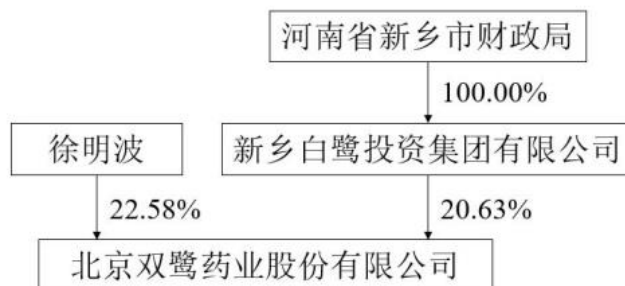 河南省新乡市财政局
100.00%
徐明波
新乡白鹭投资集团有限公司
22.58%
20.63%
北京双鹭药业股份有限公司